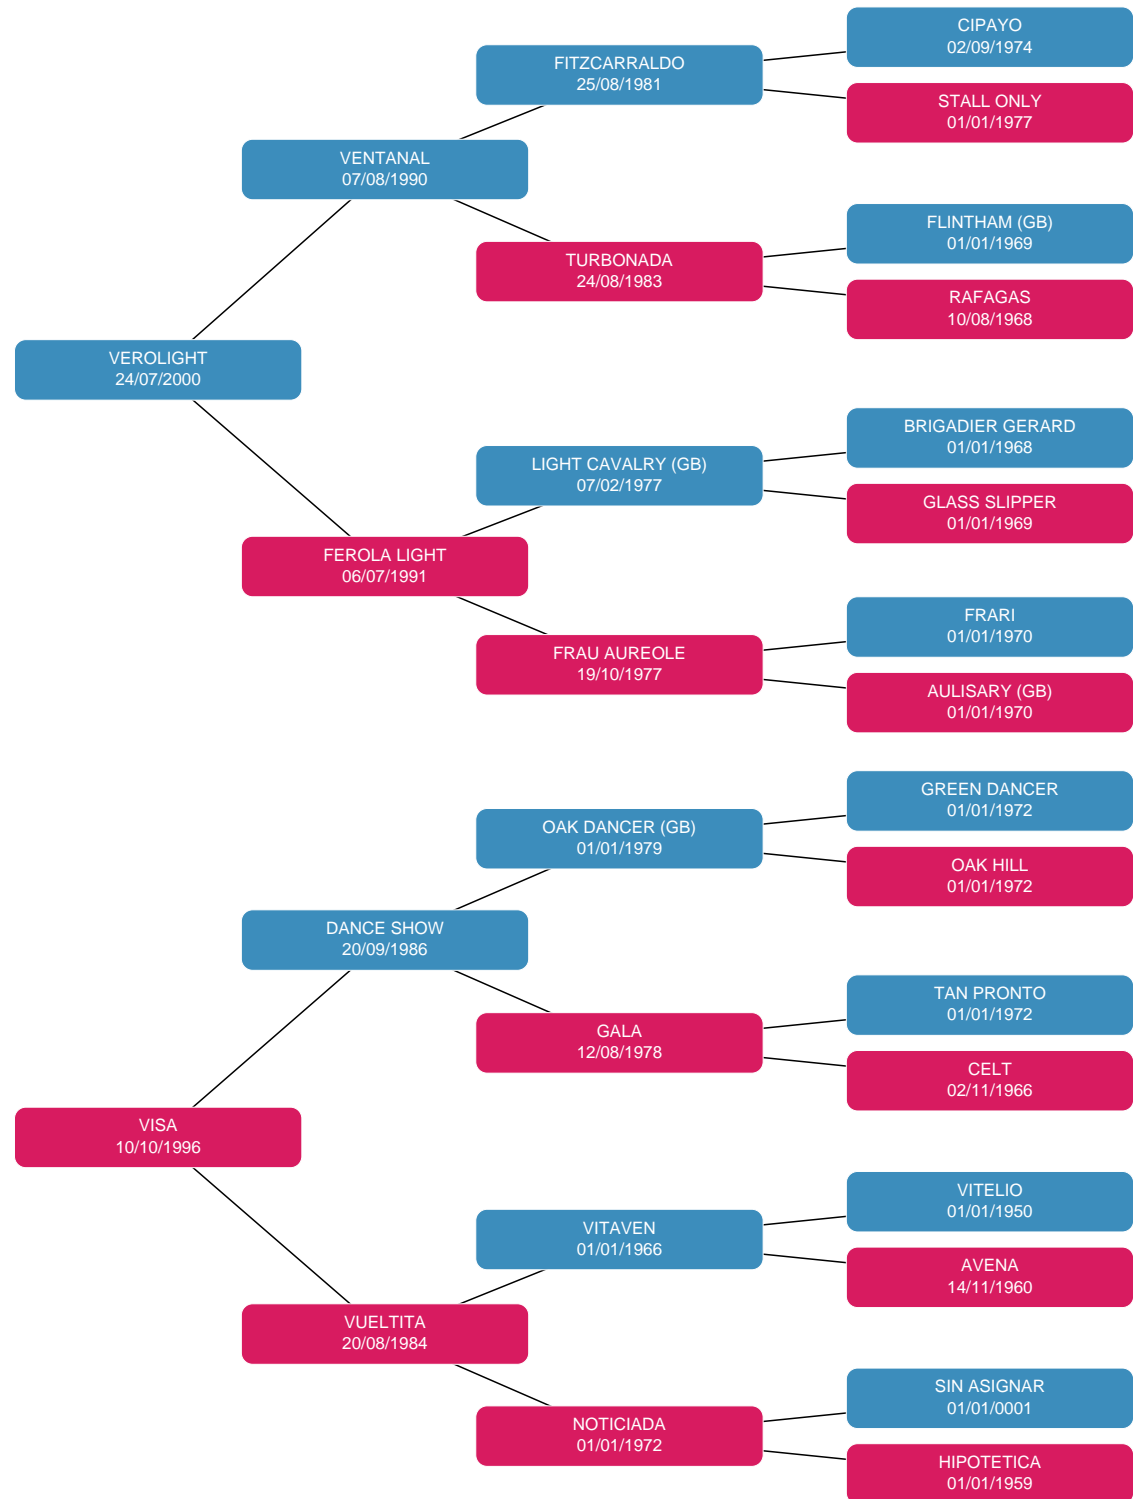 CIPAYO
02/09/1974
FITZCARRALDO
25/08/1981
STALL ONLY
01/01/1977
VENTANAL
07/08/1990
FLINTHAM (GB)
01/01/1969
TURBONADA
24/08/1983
RAFAGAS
10/08/1968
VEROLIGHT
24/07/2000
BRIGADIER GERARD
01/01/1968
LIGHT CAVALRY (GB)
07/02/1977
GLASS SLIPPER
01/01/1969
FEROLA LIGHT
06/07/1991
FRARI
01/01/1970
FRAU AUREOLE
19/10/1977
AULISARY (GB)
01/01/1970
GREEN DANCER
01/01/1972
OAK DANCER (GB)
01/01/1979
OAK HILL
01/01/1972
DANCE SHOW
20/09/1986
TAN PRONTO
01/01/1972
GALA
12/08/1978
CELT
02/11/1966
VISA
10/10/1996
VITELIO
01/01/1950
VITAVEN
01/01/1966
AVENA
14/11/1960
VUELTITA
20/08/1984
SIN ASIGNAR
01/01/0001
NOTICIADA
01/01/1972
HIPOTETICA
01/01/1959